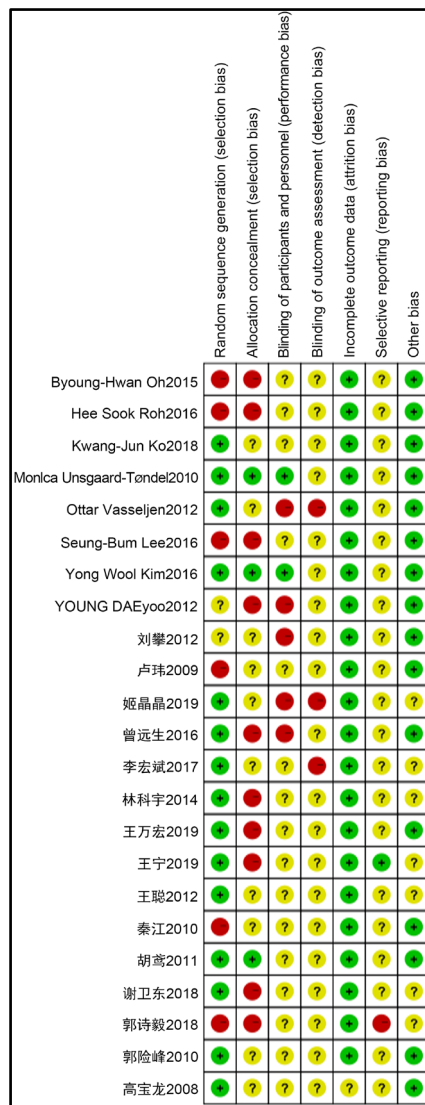 Random sequence generation (selection bias)
Allocation concealment (selection bias)
Blinding of participants and personnel (performance bias)
Blinding of outcome assessment (detection bias)
Incomplete outcome data (attrition bias)
Selective reporting (reporting bias)
Other bias
Byoung-Hwan Oh2015 - - ? ? + ? +
Hee Sook Roh2016 - - ? ? + ? +
Kwang-Jun Ko2018 + ? ? ? + ? +
Monlca Unsgaard-Tøndel2010 + + + ? + ? +
Ottar Vasseljen2012 + ? - - + ? +
Seung-Bum Lee2016 - - ? ? + ? +
Yong Wool Kim2016 + + + ? + ? +
YOUNG DAEyoo2012 ? - - ? + ? +
刘攀2012 ? ? - ? + ? +
卢玮2009 - ? ? ? + ? +
姬晶晶2019 + ? - - + ? ?
曾远生2016 + - - ? + ? +
李宏斌2017 + ? ? - + ? ?
林科宇2014 + - ? ? + ? ?
王万宏2019 + - ? ? + ? +
王宁2019 + - ? ? + + ?
王聪2012 + ? ? ? + ? ?
秦江2010 - ? ? ? + ? +
胡鸢2011 + + ? ? + ? +
谢卫东2018 + - ? ? + ? ?
郭诗毅2018 - - ? ? + - ?
郭险峰2010 + ? ? ? + ? +
高宝龙2008 + ? ? ? ? ? +